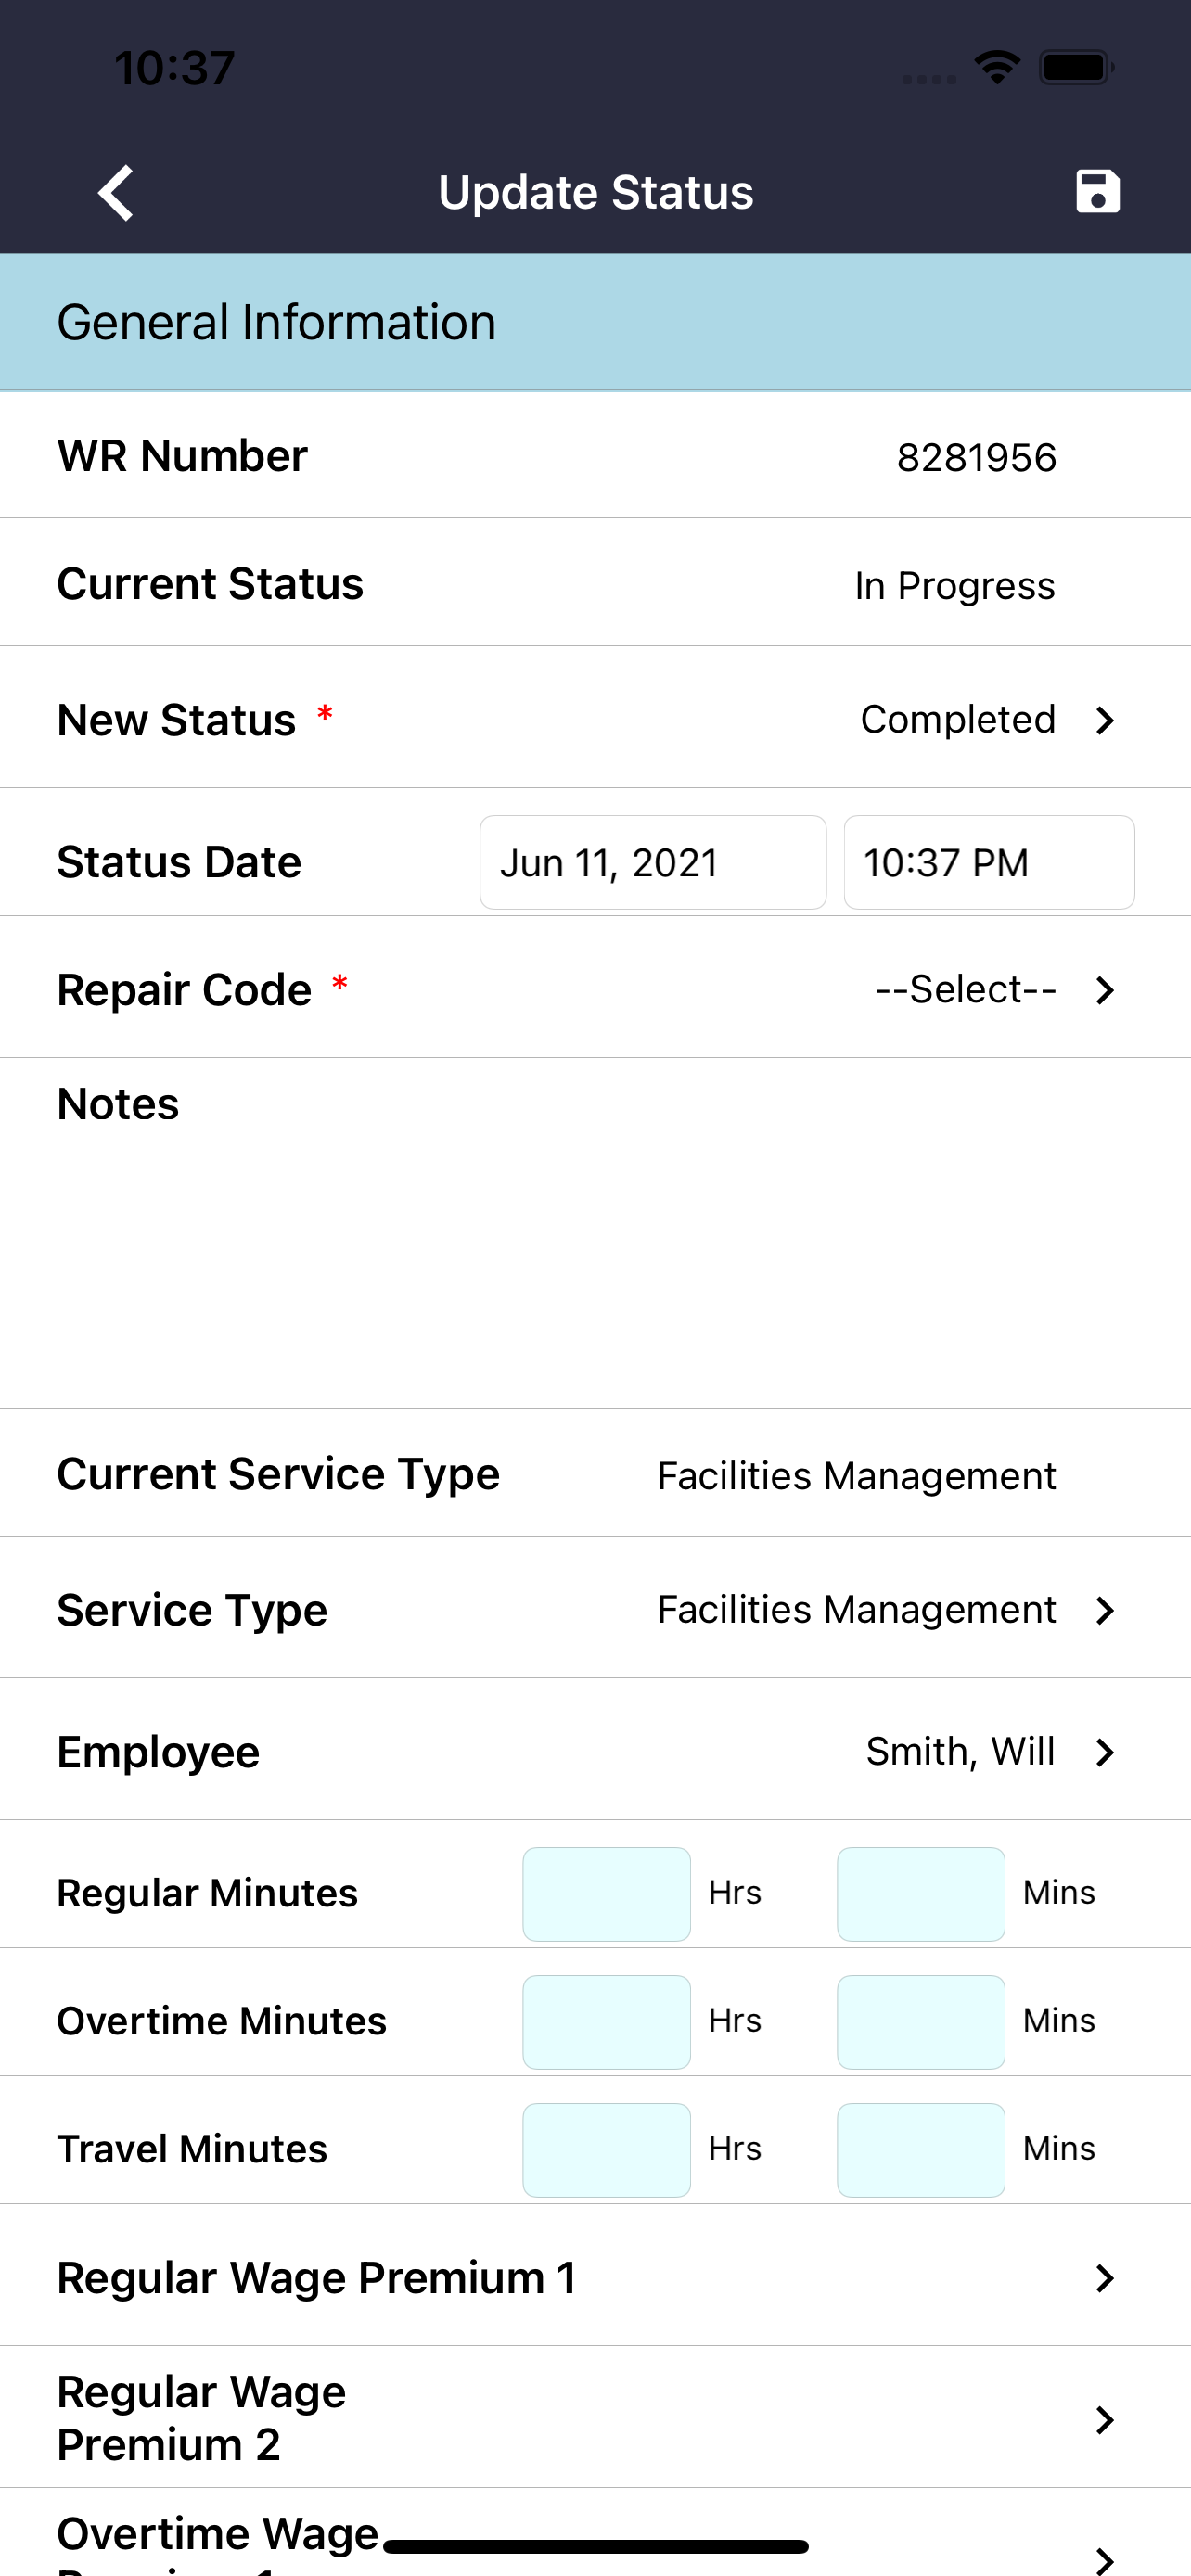 10:37
Update Status
General Information
WR Number 8281956
Current Status In Progress
New Status * Completed
Status Date Jun 11, 2021 10:37 PM
Repair Code * --Select--
Notes
Current Service Type Facilities Management
Service Type Facilities Management
Employee Smith, Will
Regular Minutes Hrs Mins
Overtime Minutes Hrs Mins
Travel Minutes Hrs Mins
Regular Wage Premium 1
Regular Wage
Premium 2
Overtime Wage